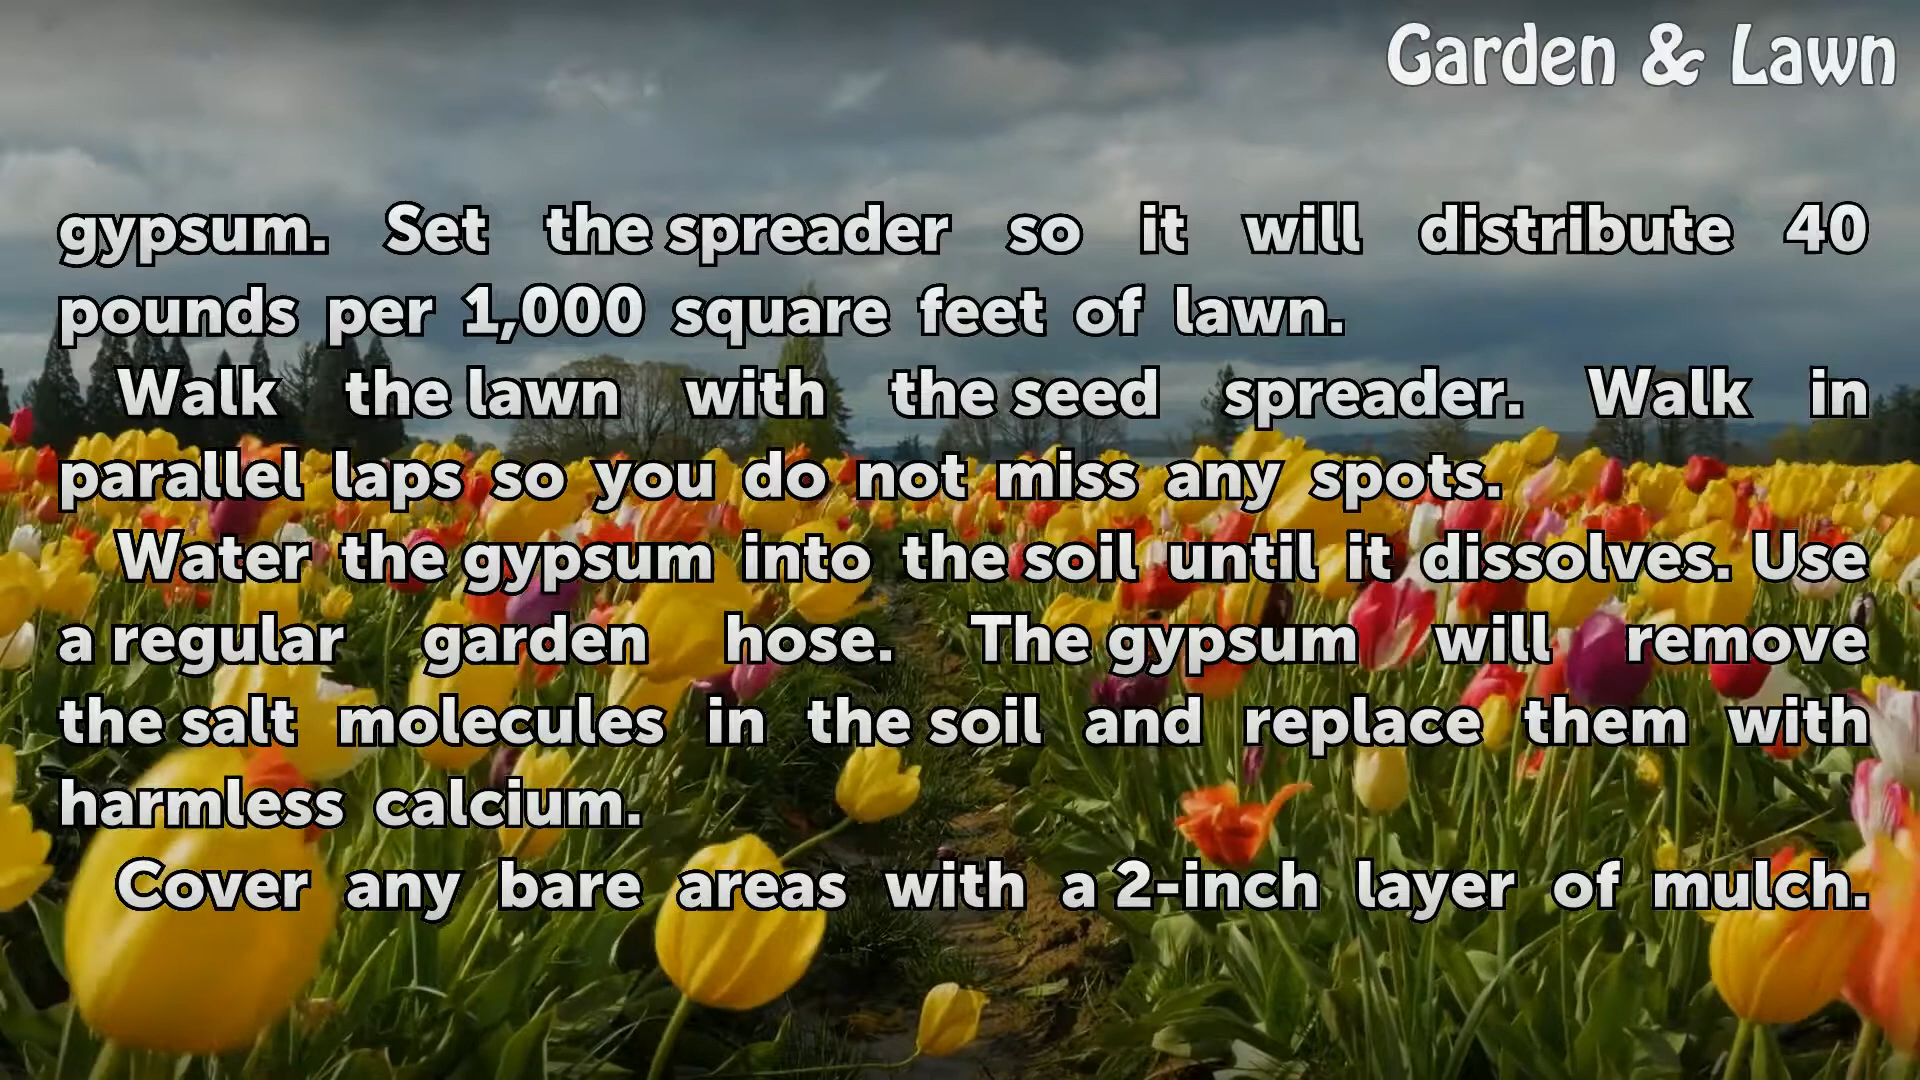 Garden & Lawn
gypsum. Set the spreader so it will distribute 40
pounds per 1,000 square feet of lawn.
Walk the lawn with the seed spreader. Walk in
parallel laps so you do not miss any spots.
Water the gypsum into the soil until it dissolves. Use
a regular garden hose. The gypsum will remove
the salt molecules in the soil and replace them with
harmless calcium.
Cover any bare areas with a 2-inch layer of mulch.